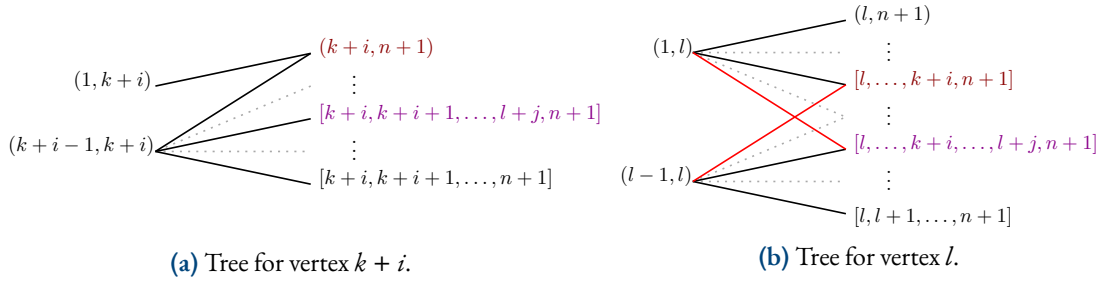 (1, k + i)
(k + i − 1, k + i)
(k + i, n + 1)
⋮
[k + i, k + i + 1, . . . , l + j, n + 1]
⋮
[k + i, k + i + 1, . . . , n + 1]
(a) Tree for vertex k + i.
(1, l)
(l − 1, l)
(l, n + 1)
⋮
[l, . . . , k + i, n + 1]
⋮
[l, . . . , k + i, . . . , l + j, n + 1]
⋮
[l, l + 1, . . . , n + 1]
(b) Tree for vertex l.